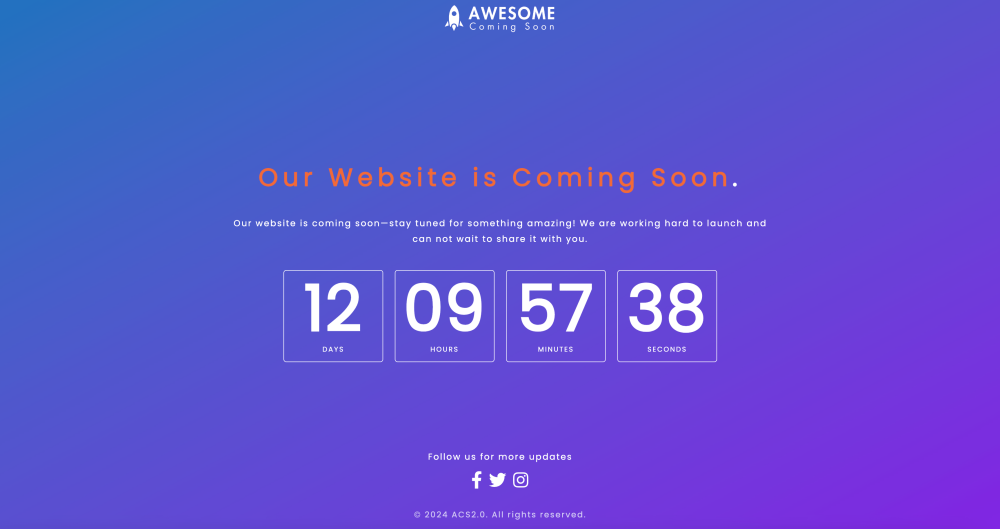 AWESOME
Coming Soon
Our Website is Coming Soon.
Our website is coming soon—stay tuned for something amazing! We are working hard to launch and
can not wait to share it with you.
12 09 57 38
DAYS HOURS MINUTES SECONDS
Follow us for more updates
© 2024 ACS2.0. All rights reserved.